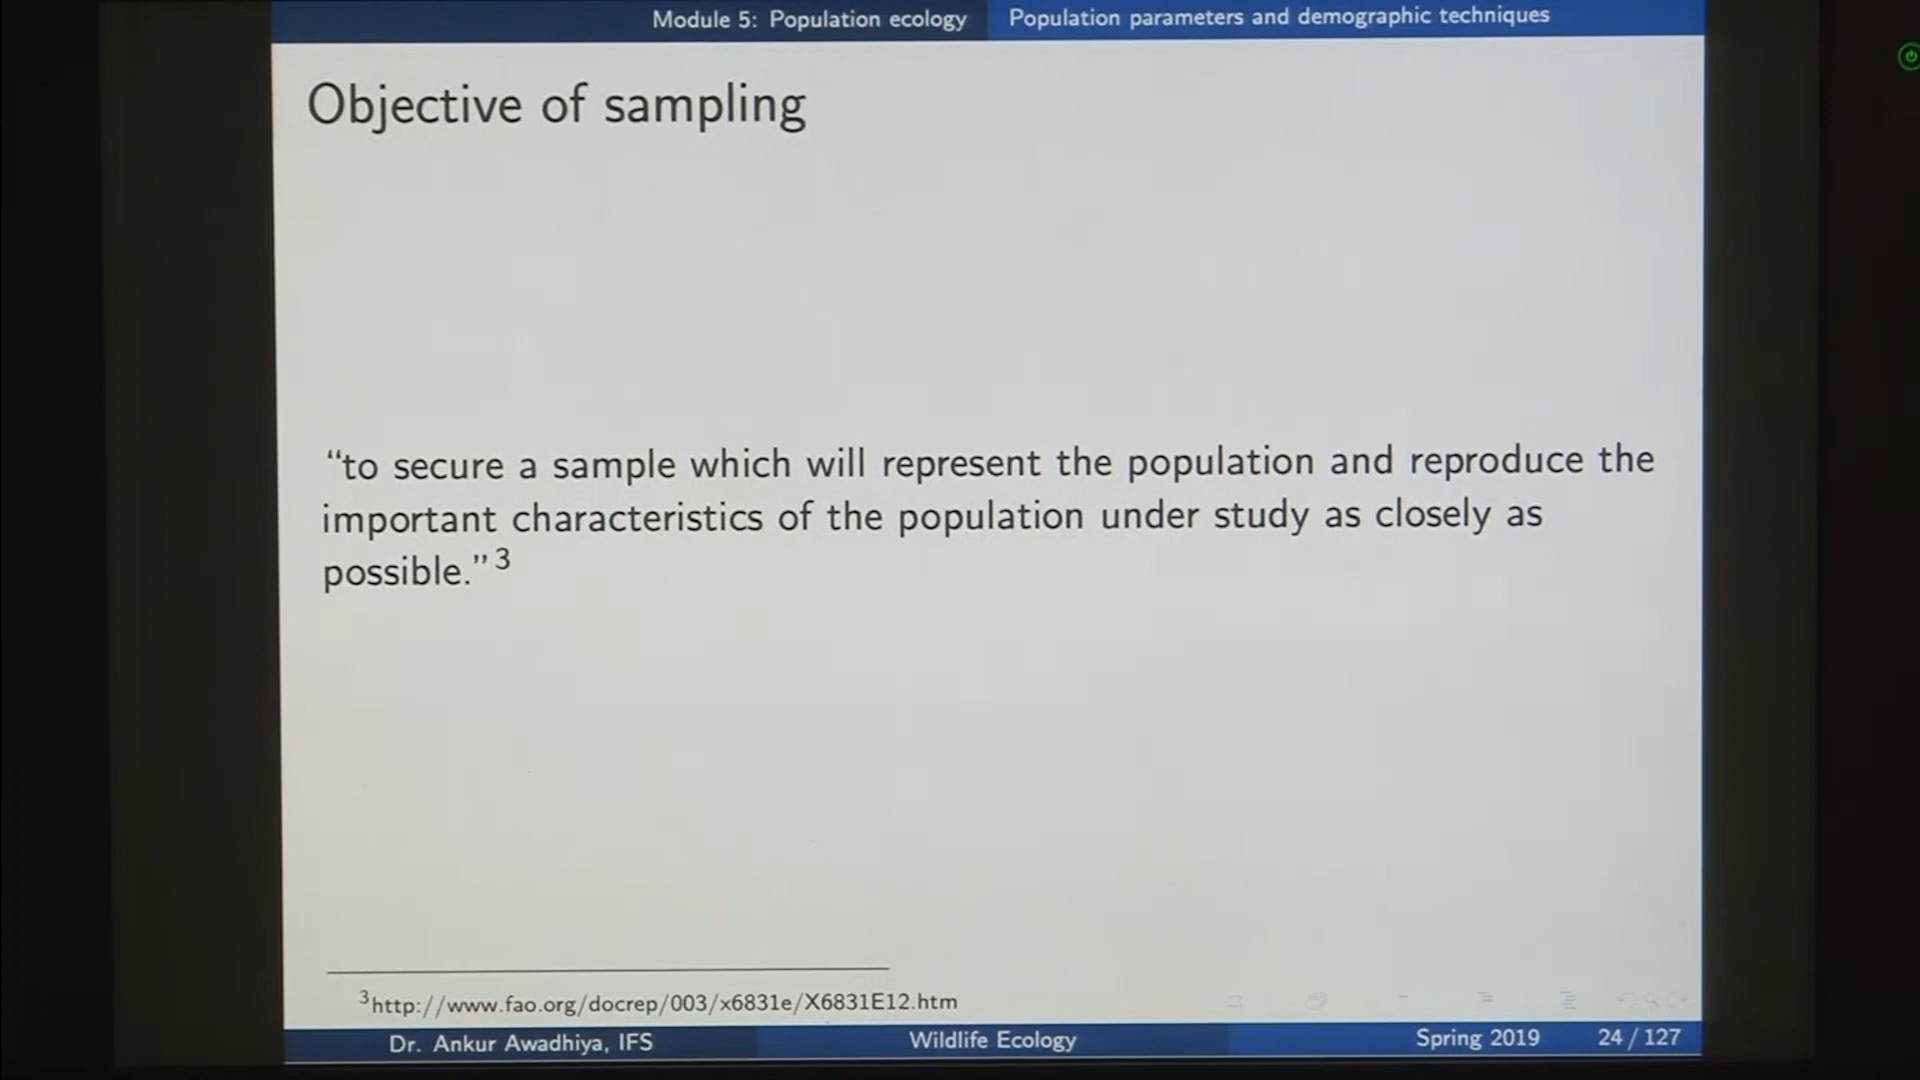 Module 5: Population ecology
Population parameters and demographic techniques
Objective of sampling
“to secure a sample which will represent the population and reproduce the
important characteristics of the population under study as closely as
possible.”3
3http://www.fao.org/docrep/003/x6831e/X6831E12.htm
Dr. Ankur Awadhiya, IFS
Wildlife Ecology
Spring 2019
24 / 127